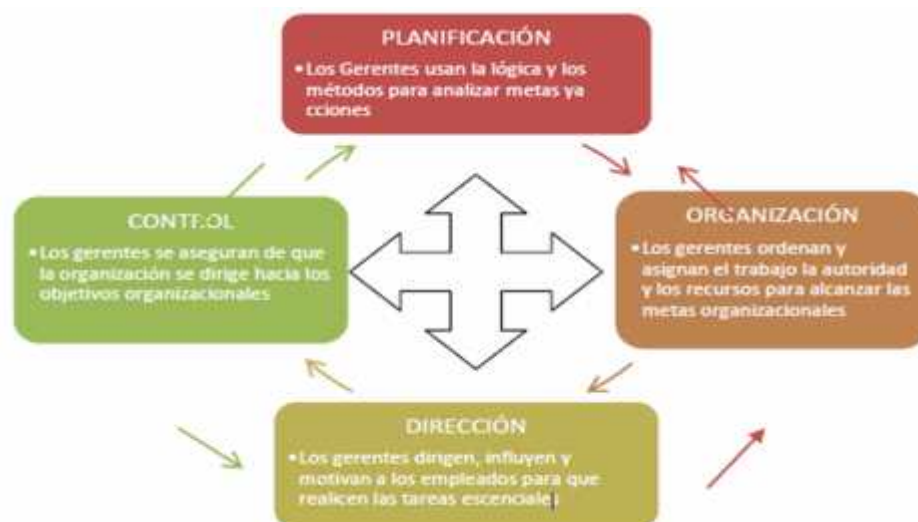 PLANIFICACIÓN
•Los Gerentes usan la lógica y los
métodos para analizar metas ya
cciones
CONTROL
•Los gerentes se aseguran de que
la organización se dirige hacia los
objetivos organizacionales
ORGANIZACIÓN
•Los gerentes ordenan y
asignan el trabajo la autoridad
y los recursos para alcanzar las
metas organizacionales
DIRECCIÓN
•Los gerentes dirigen, influyen y
motivan a los empleados para que
realicen las tareas escenciales